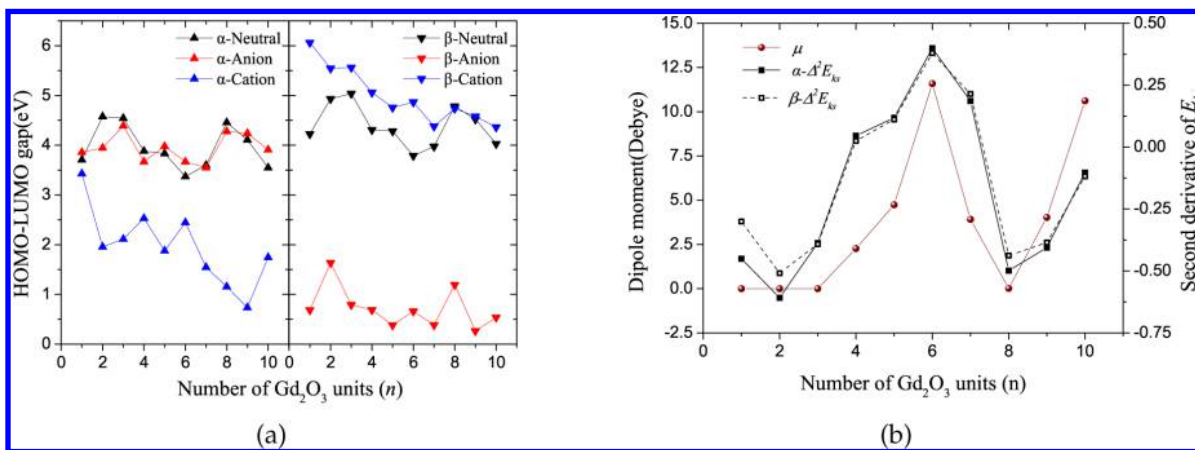 6
5
4
3
2
1
0
HOMO-LUMO gap(eV)
α-Neutral
α-Anion
α-Cation
β-Neutral
β-Anion
β-Cation
0 2 4 6 8 10 0 2 4 6 8 10
Number of Gd₂O₃ units (n)
(a)
15.0
12.5
10.0
7.5
5.0
2.5
0.0
-2.5
Dipole moment(Debye)
μ
α-Δ²Eₖₛ
β-Δ²Eₖₛ
0.50
0.25
0.00
-0.25
-0.50
-0.75
Second derivative of E
0 2 4 6 8 10
Number of Gd₂O₃ units (n)
(b)